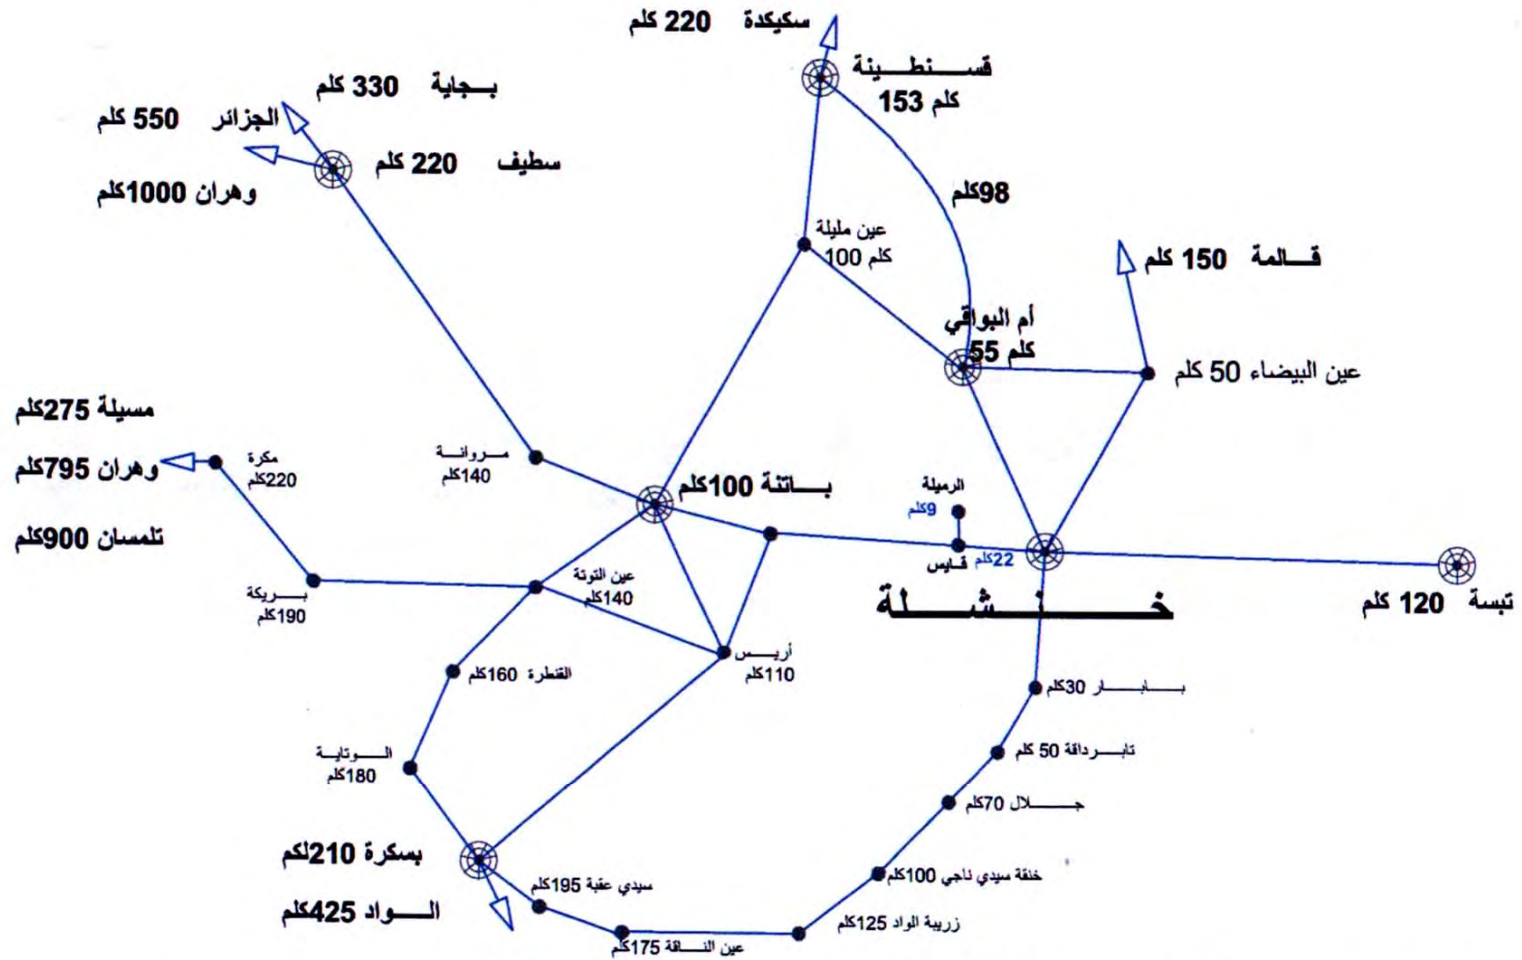 سكيكدة 220 كلم
قسنطينة
153 كلم
بجاية 330 كلم
الجزائر 550 كلم
سطيف 220 كلم
وهران 1000كلم
98كلم
عين مليلة
100 كلم
قالمة 150 كلم
أم البواقي
55 كلم
عين البيضاء 50 كلم
مسيلة 275كلم
وهران 795كلم
تلمسان 900كلم
مكرة
220كلم
مروانة
140كلم
باتنة 100كلم
الرميلة
9كلم
22كلم
قايس
خنشلة
تبسة 120 كلم
بريكة
190كلم
عين التوتة
140كلم
أريس
110كلم
القنطرة 160كلم
بابار 30كلم
الوتاية
180كلم
تابرداقة 50 كلم
جلال 70كلم
بسكرة 210لكم
خنقة سيدي ناجي 100كلم
سيدي عقبة 195كلم
الواد 425كلم
زريبة الواد 125كلم
عين الناقة 175كلم